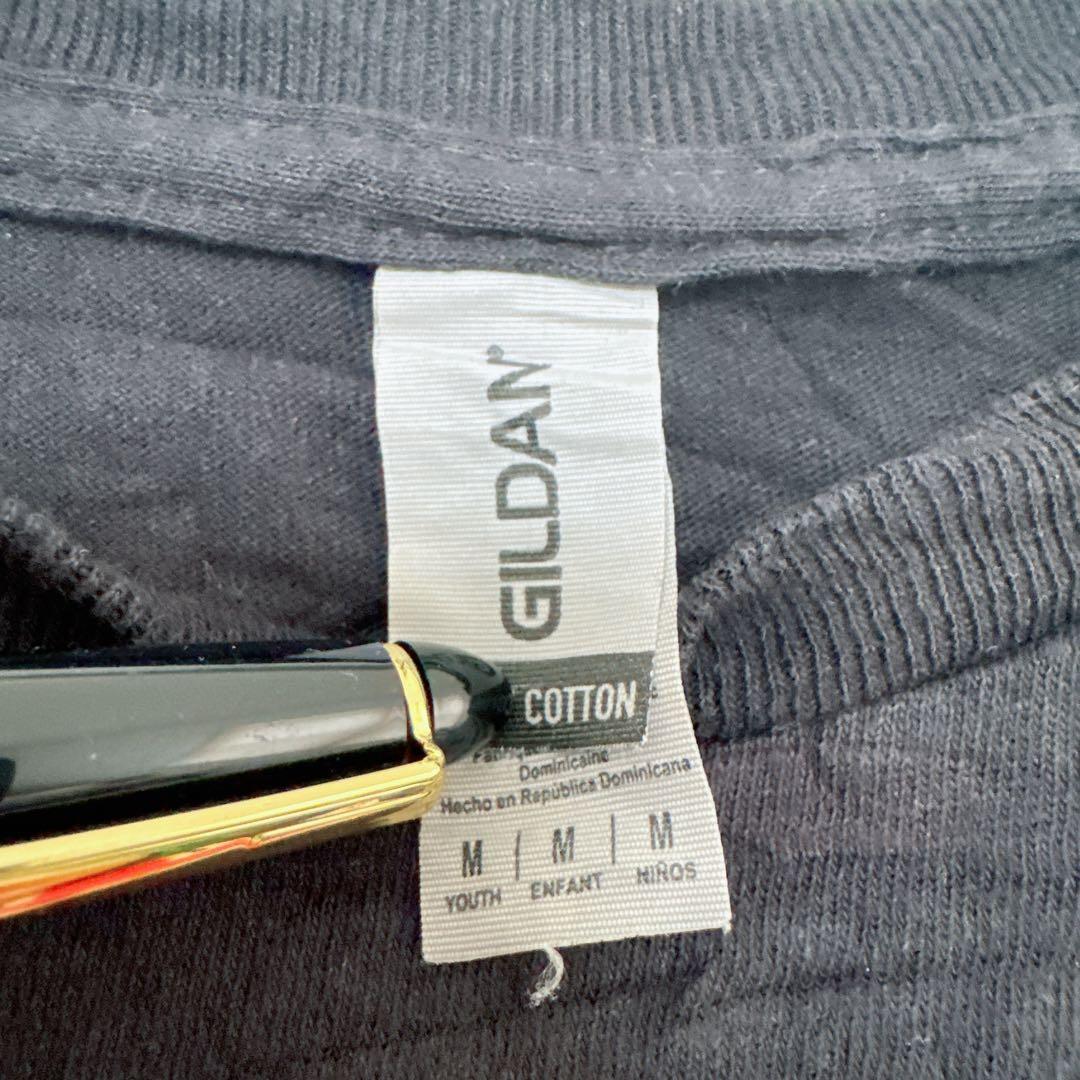 GILDAN®
COTTON
Dominicaine
Hecho en República Dominicana
M / M / M
YOUTH ENFANT NIÑOS